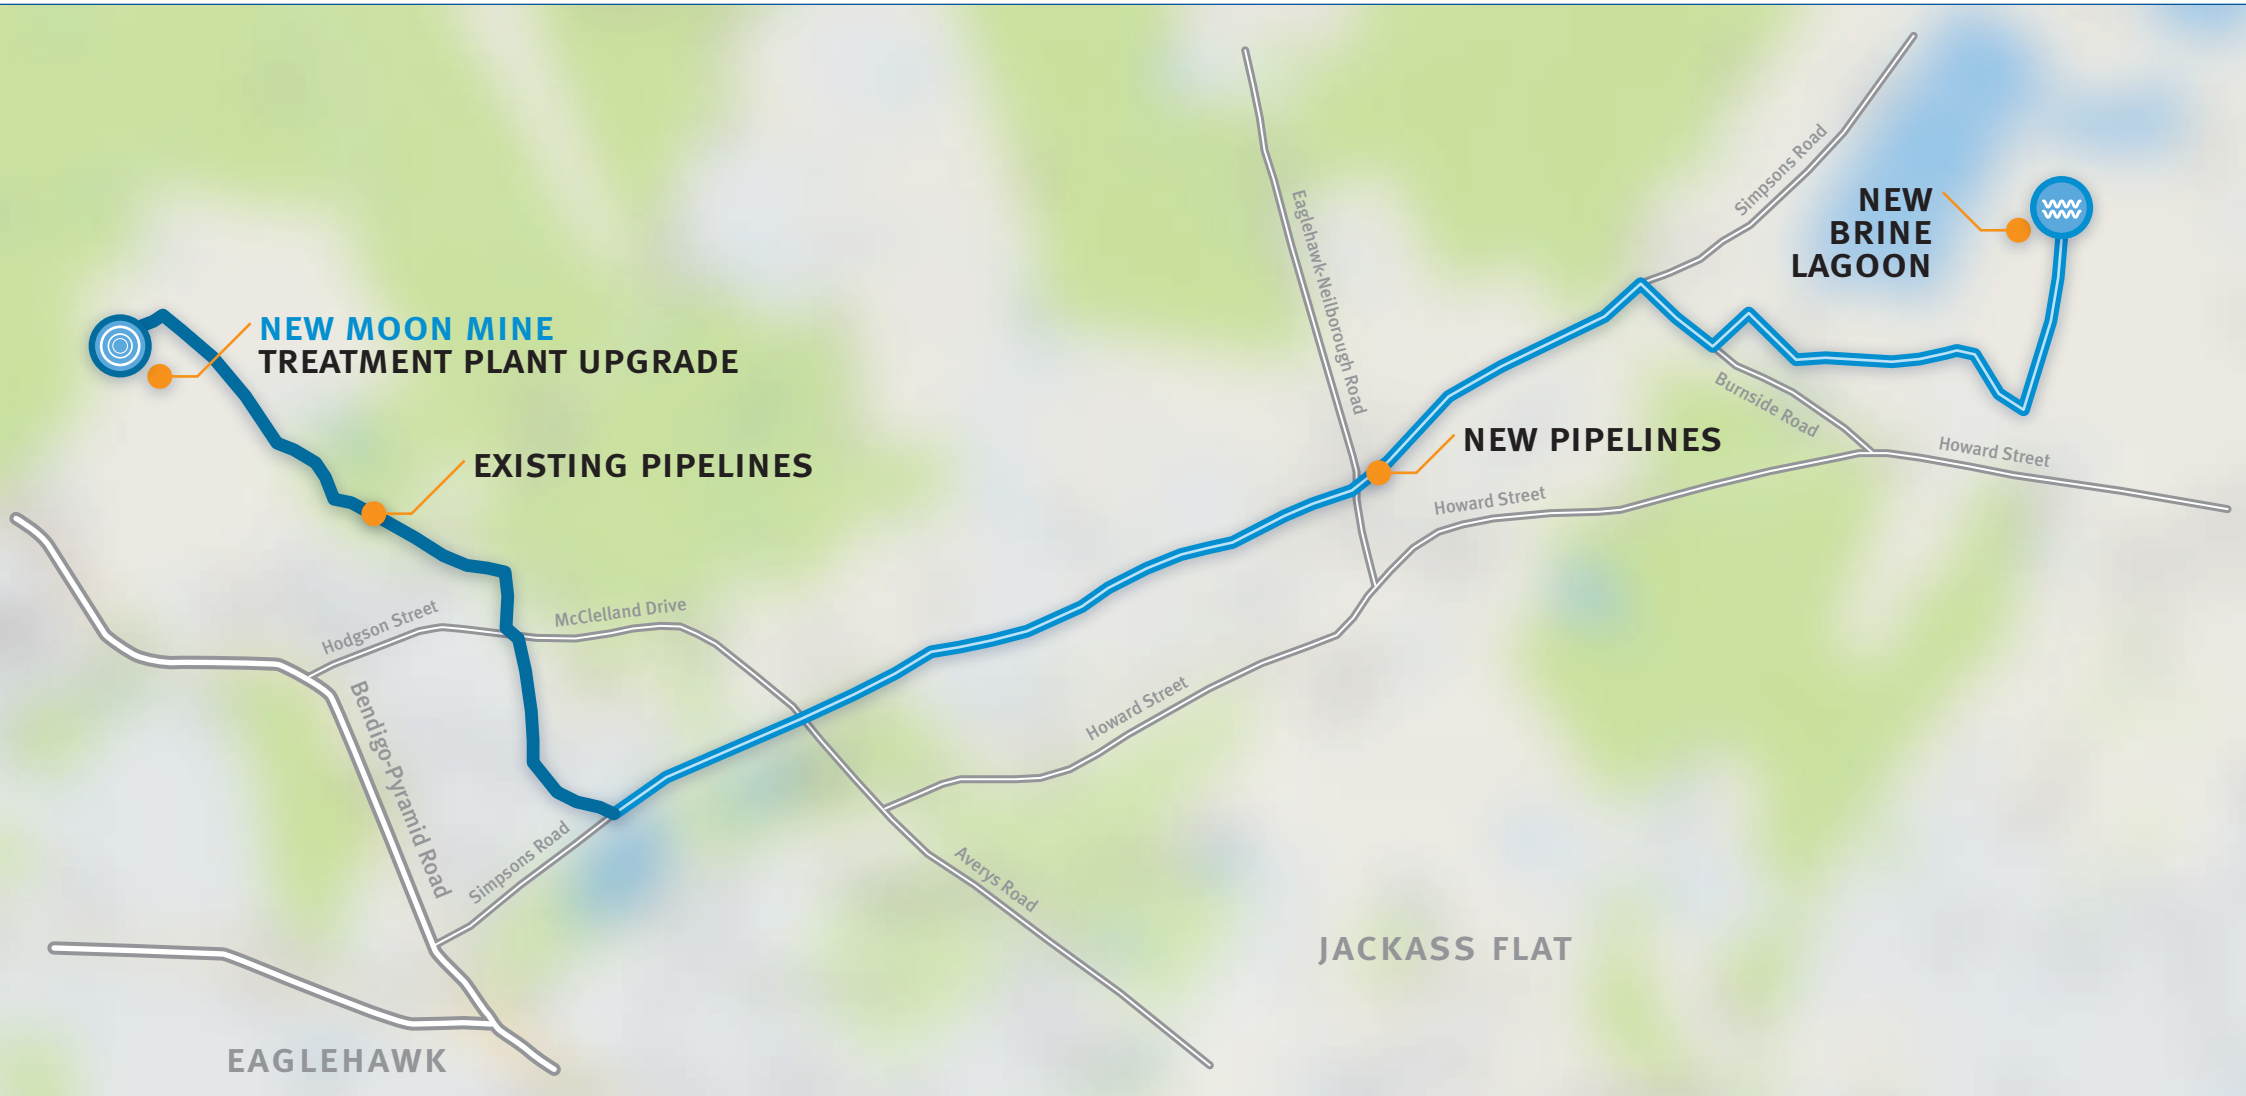 Simpsons Road
NEW
BRINE
LAGOON
Eaglehawk-Neilborough Road
NEW MOON MINE
TREATMENT PLANT UPGRADE
Burnside Road
EXISTING PIPELINES
NEW PIPELINES
Howard Street
Howard Street
Hodgson Street
McClelland Drive
Bendigo-Pyramid Road
Howard Street
Simpsons Road
Averys Road
JACKASS FLAT
EAGLEHAWK